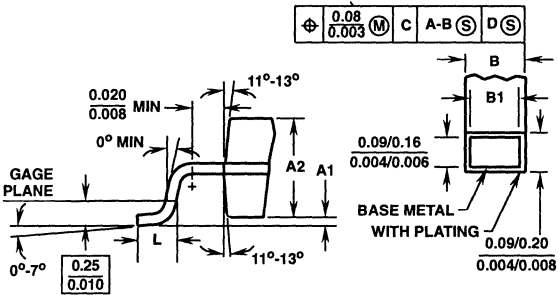 ⌖ 0.08/0.003 Ⓜ C A-B Ⓢ D Ⓢ
B
B1
11°-13°
0.020
0.008 MIN
0° MIN
A2
A1
0.09/0.16
0.004/0.006
GAGE
PLANE
BASE METAL
WITH PLATING
L
0°-7°
0.25
0.010
11°-13°
0.09/0.20
0.004/0.008